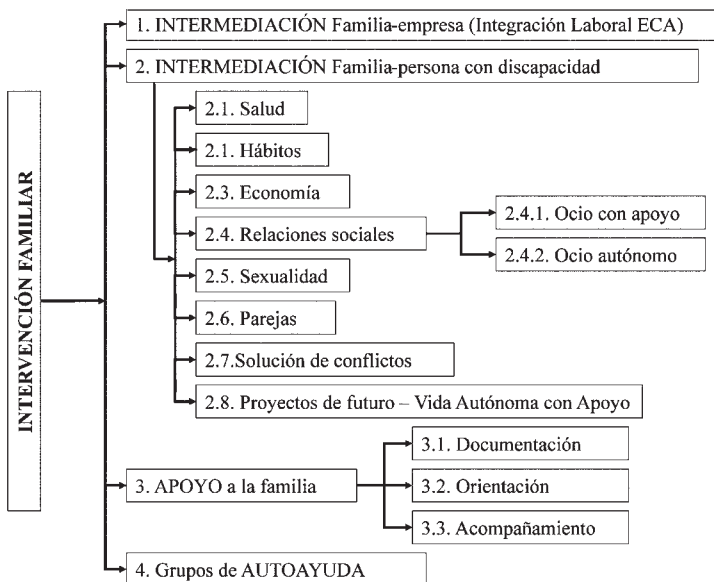 INTERVENCIÓN FAMILIAR
1. INTERMEDIACIÓN Familia-empresa (Integración Laboral ECA)
2. INTERMEDIACIÓN Familia-persona con discapacidad
2.1. Salud
2.1. Hábitos
2.3. Economía
2.4. Relaciones sociales
2.4.1. Ocio con apoyo
2.4.2. Ocio autónomo
2.5. Sexualidad
2.6. Parejas
2.7.Solución de conflictos
2.8. Proyectos de futuro – Vida Autónoma con Apoyo
3. APOYO a la familia
3.1. Documentación
3.2. Orientación
3.3. Acompañamiento
4. Grupos de AUTOAYUDA